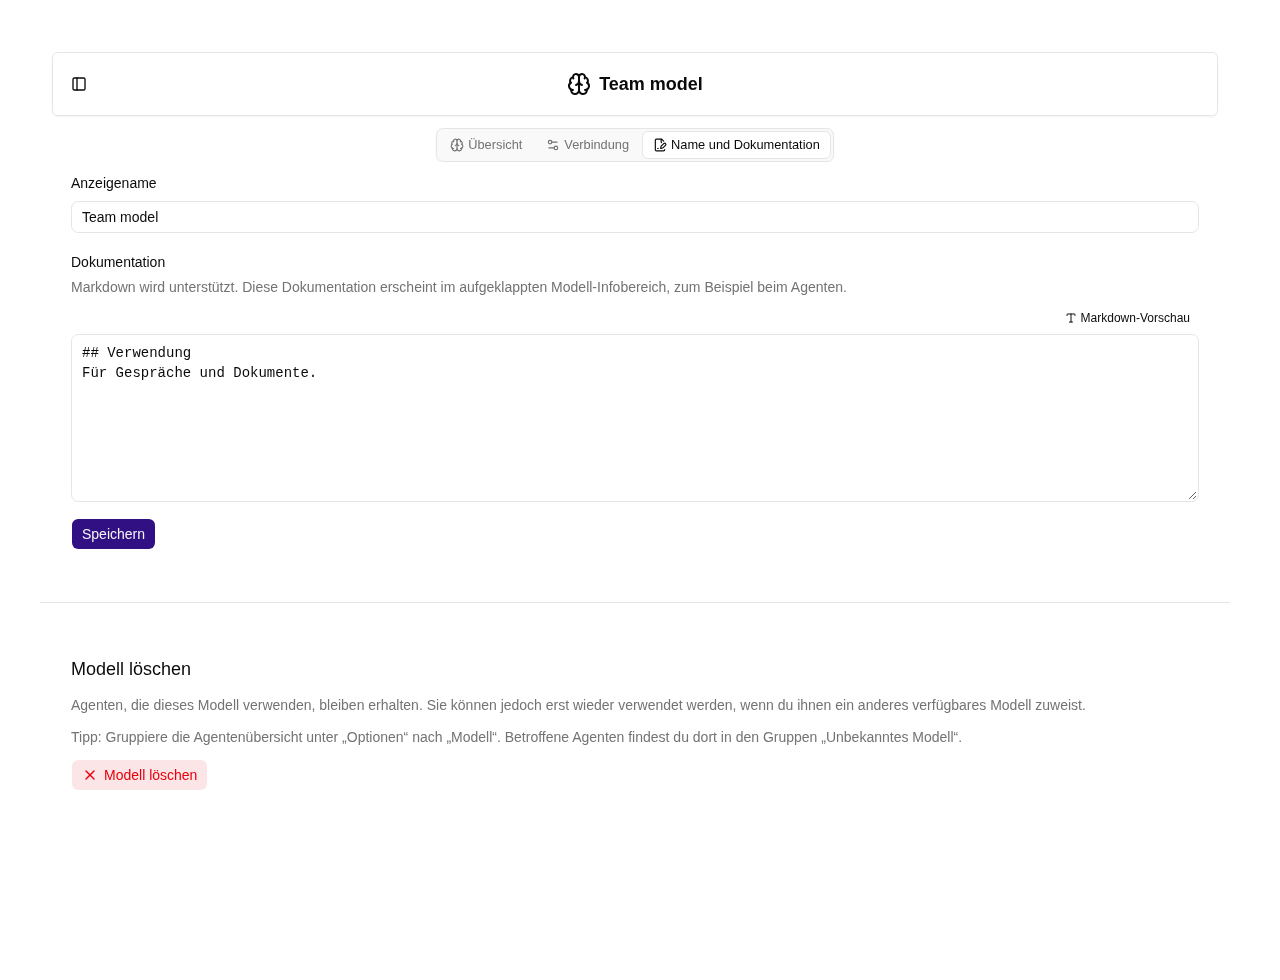 Team model
Übersicht
Verbindung
Name und Dokumentation
Anzeigename
Team model
Dokumentation
Markdown wird unterstützt. Diese Dokumentation erscheint im aufgeklappten Modell-Infobereich, zum Beispiel beim Agenten.
Markdown-Vorschau
## Verwendung
Für Gespräche und Dokumente.
Speichern
Modell löschen
Agenten, die dieses Modell verwenden, bleiben erhalten. Sie können jedoch erst wieder verwendet werden, wenn du ihnen ein anderes verfügbares Modell zuweist.
Tipp: Gruppiere die Agentenübersicht unter „Optionen“ nach „Modell“. Betroffene Agenten findest du dort in den Gruppen „Unbekanntes Modell“.
Modell löschen